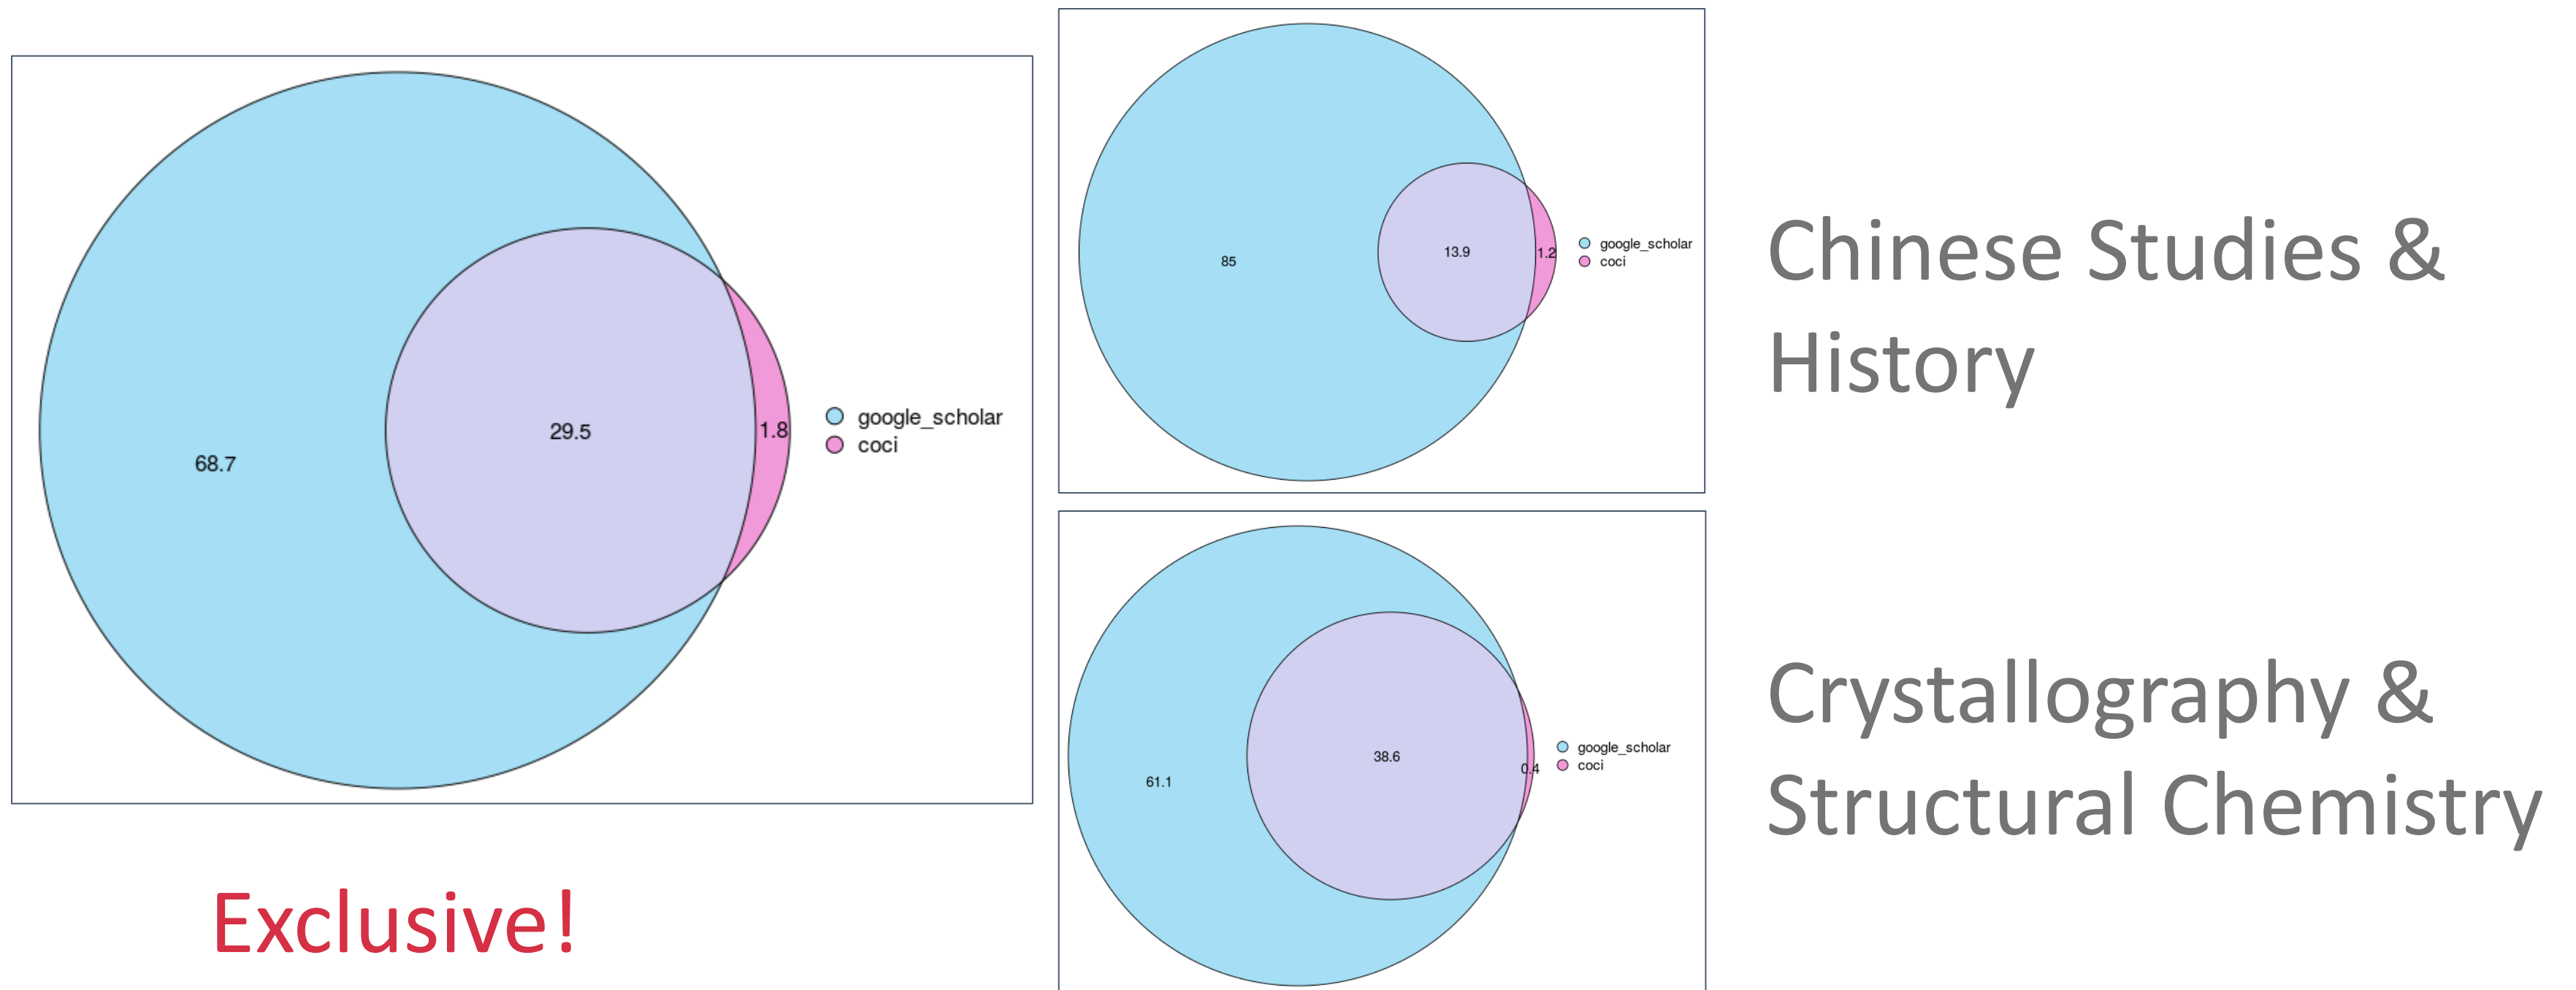 68.7
29.5
1.8
google_scholar
coci
Exclusive!
85
13.9
1.2
google_scholar
coci
Chinese Studies &
History
61.1
38.6
0.4
google_scholar
coci
Crystallography &
Structural Chemistry